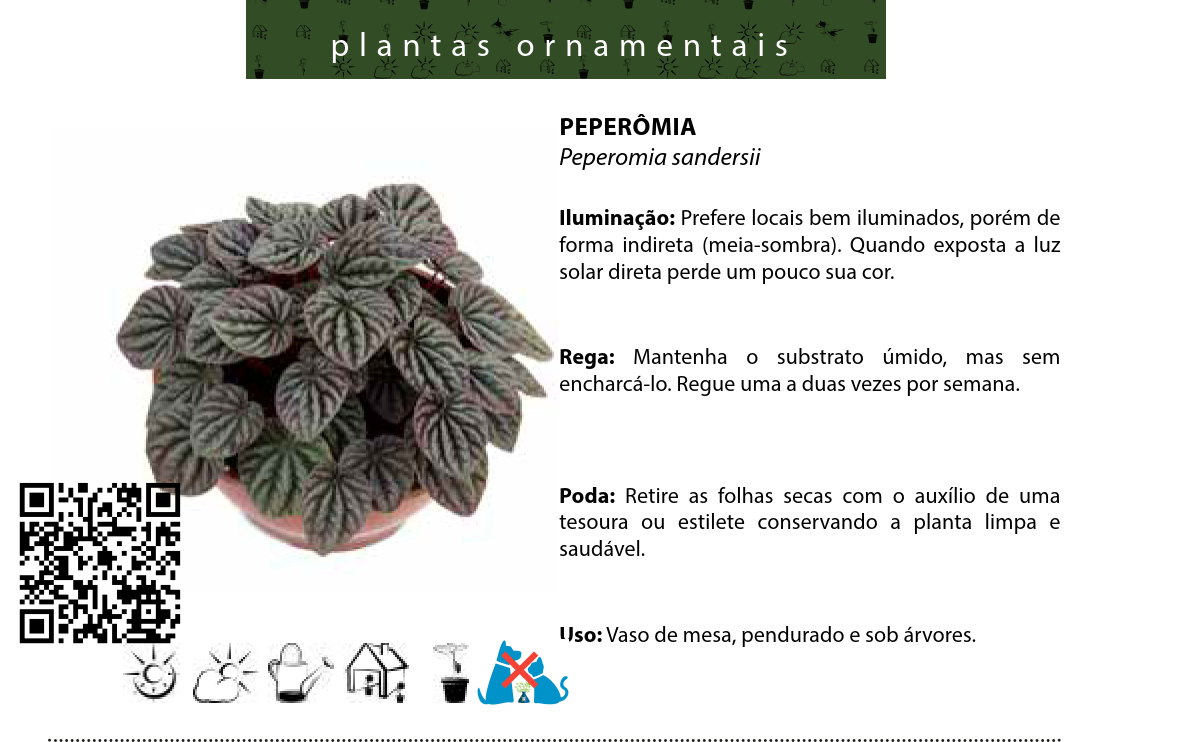 plantas ornamentais
PEPERÔMIA
Peperomia sandersii
Iluminação: Prefere locais bem iluminados, porém de
forma indireta (meia-sombra). Quando exposta a luz
solar direta perde um pouco sua cor.
Rega: Mantenha o substrato úmido, mas sem
encharcá-lo. Regue uma a duas vezes por semana.
Poda: Retire as folhas secas com o auxílio de uma
tesoura ou estilete conservando a planta limpa e
saudável.
Uso: Vaso de mesa, pendurado e sob árvores.